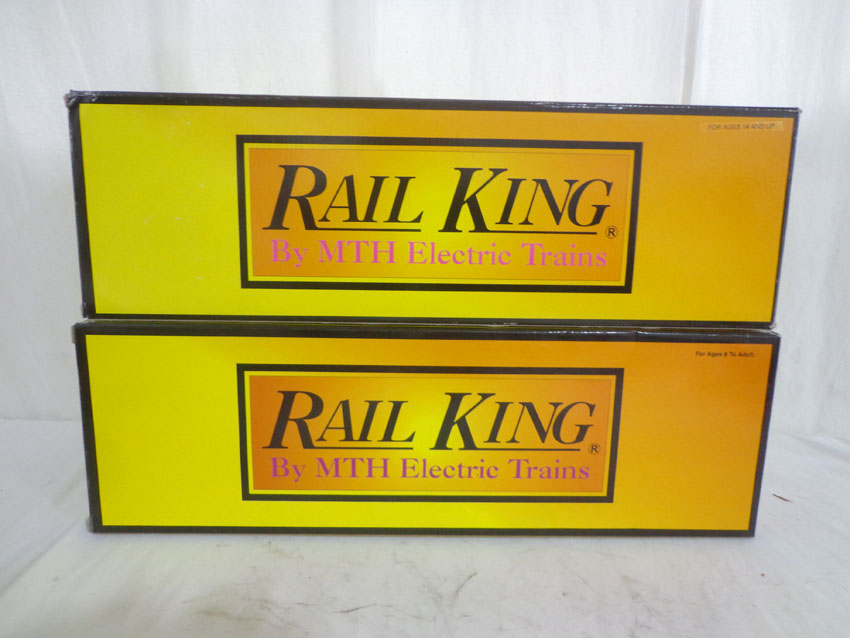 FOR AGES 14 AND UP
RAIL KING®
By MTH Electric Trains
For Ages 8 To Adult.
RAIL KING®
By MTH Electric Trains